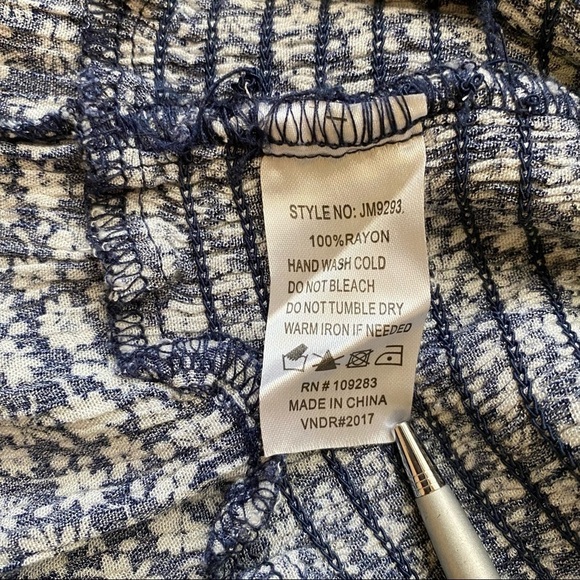 STYLE NO: JM9293.
100%RAYON
HAND WASH COLD
DO NOT BLEACH
DO NOT TUMBLE DRY
WARM IRON IF NEEDED
RN # 109283
MADE IN CHINA
VNDR#2017